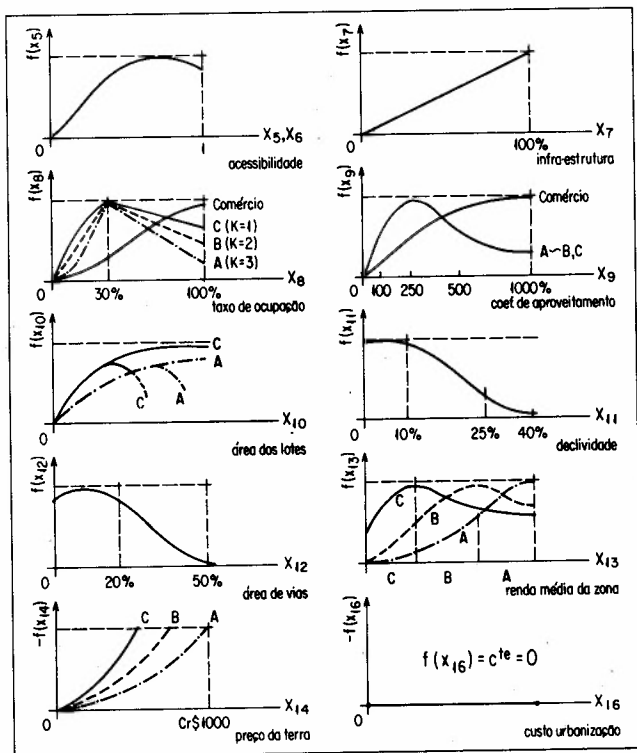 f(x5)
X5,X6
0
acessibilidade
f(x7)
X7
0
100%
infra-estrutura
f(x8)
Comércio
C (K=1)
B (K=2)
A (K=3)
X8
0
30%
100%
taxo de ocupação
f(x9)
Comércio
A~B,C
X9
0
100
250
500
1000%
coef. de aproveitamento
f(x10)
C
A
C
A
X10
0
área dos lotes
f(x11)
X11
0
10%
25%
40%
declividade
f(x12)
X12
0
20%
50%
área de vias
f(x13)
C
B
A
X13
0
C
B
A
renda média da zona
-f(x14)
C
B
A
X14
0
Cr$1000
preço da terra
-f(x16)
f(x16)=cte=0
X16
0
custo urbanização